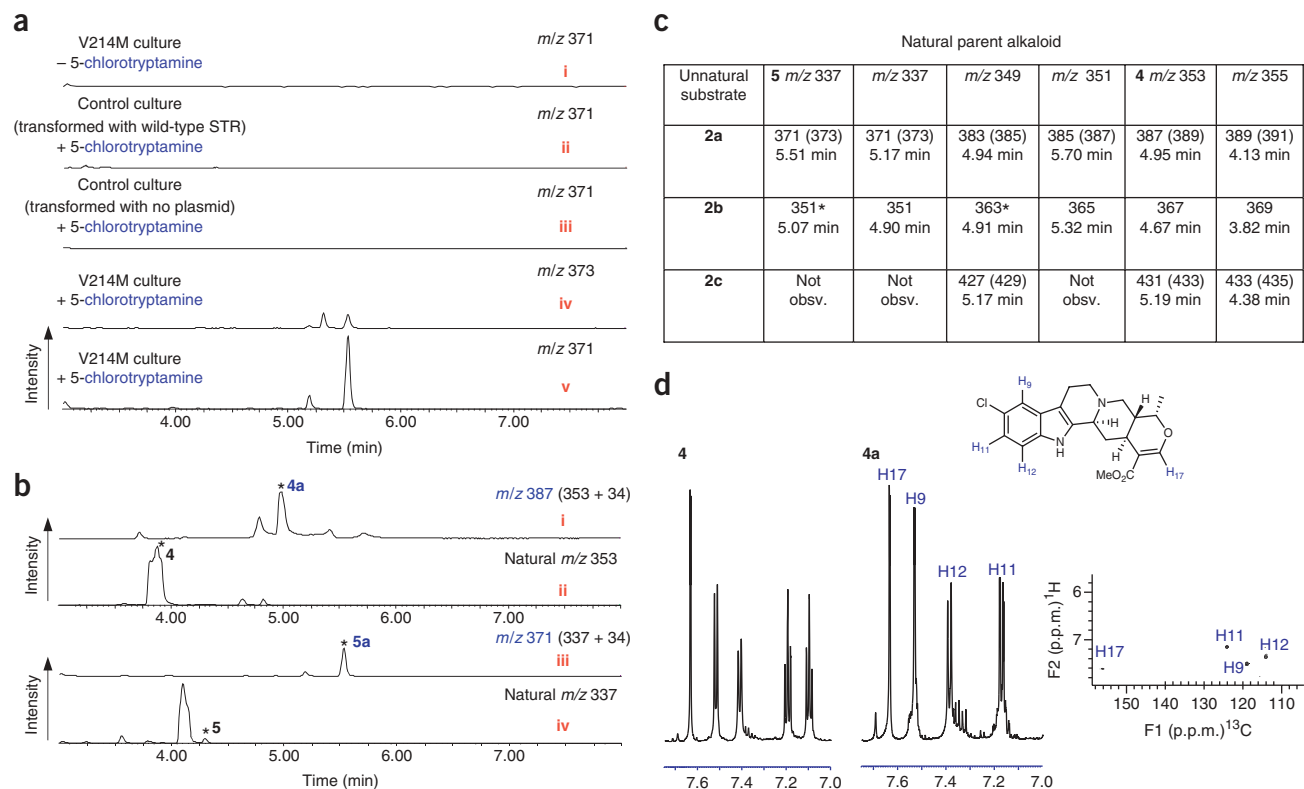 a
V214M culture
– 5-chlorotryptamine
m/z 371
i
Control culture
(transformed with wild-type STR)
+ 5-chlorotryptamine
m/z 371
ii
Control culture
(transformed with no plasmid)
+ 5-chlorotryptamine
m/z 371
iii
V214M culture
+ 5-chlorotryptamine
m/z 373
iv
V214M culture
+ 5-chlorotryptamine
m/z 371
v
Intensity
4.00 5.00 6.00 7.00
Time (min)
b
* 4a
m/z 387 (353 + 34)
i
* 4
Natural m/z 353
ii
Intensity
4.00 5.00 6.00 7.00
* 5a
m/z 371 (337 + 34)
iii
* 5
Natural m/z 337
iv
Intensity
4.00 5.00 6.00 7.00
Time (min)
c
Natural parent alkaloid
Unnatural substrate 5 m/z 337 m/z 337 m/z 349 m/z 351 4 m/z 353 m/z 355
2a 371 (373) 371 (373) 383 (385) 385 (387) 387 (389) 389 (391)
5.51 min 5.17 min 4.94 min 5.70 min 4.95 min 4.13 min
2b 351* 351 363* 365 367 369
5.07 min 4.90 min 4.91 min 5.32 min 4.67 min 3.82 min
2c Not obsv. Not obsv. 427 (429) Not obsv. 431 (433) 433 (435)
5.17 min 5.19 min 4.38 min
d
H9
Cl
N
H
H
H
O
H11
N
H
H12
MeO2C
H17
4
7.6 7.4 7.2 7.0
4a
H17
H9
H12
H11
7.6 7.4 7.2 7.0
F2 (p.p.m.) 1H
6
7
H11
H12
H17
H9
150 140 130 120 110
F1 (p.p.m.) 13C